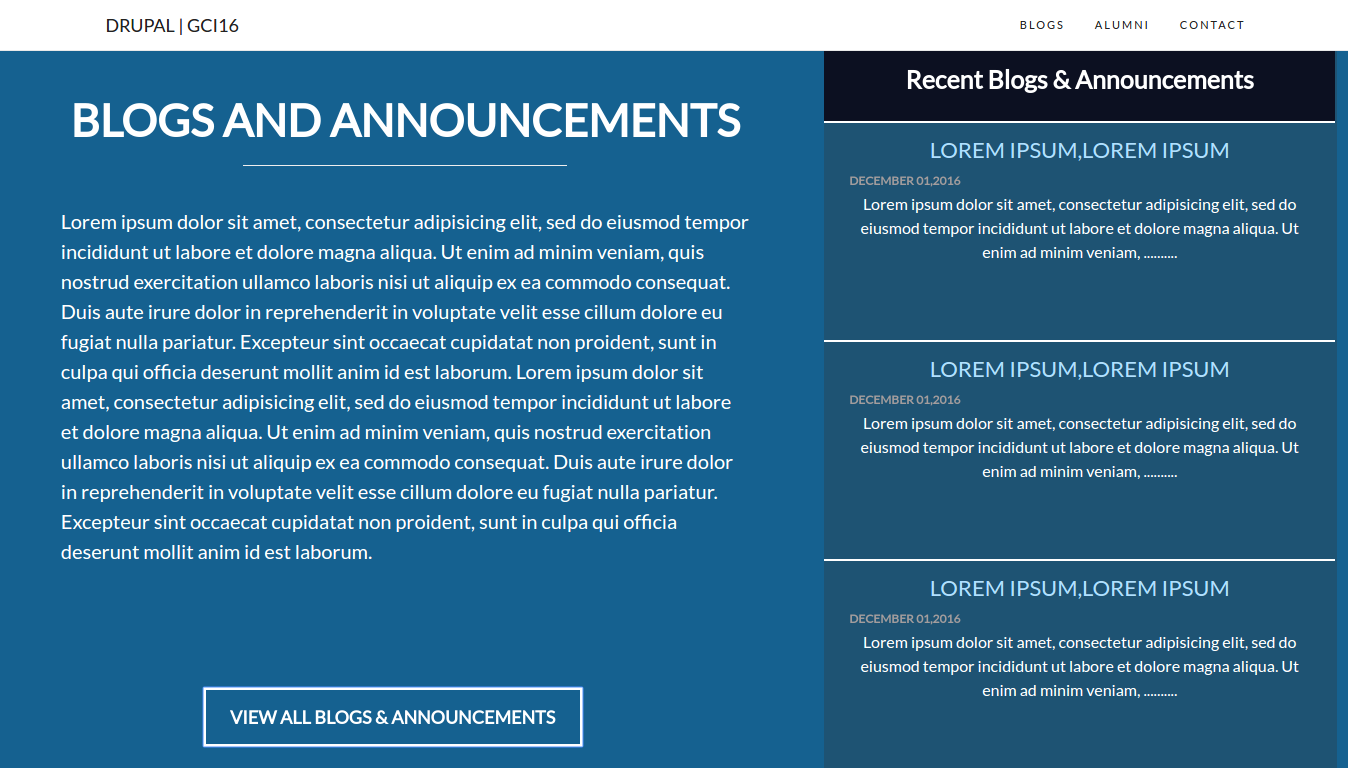 DRUPAL | GCI16
BLOGS
ALUMNI
CONTACT
BLOGS AND ANNOUNCEMENTS
Lorem ipsum dolor sit amet, consectetur adipisicing elit, sed do eiusmod tempor
incididunt ut labore et dolore magna aliqua. Ut enim ad minim veniam, quis
nostrud exercitation ullamco laboris nisi ut aliquip ex ea commodo consequat.
Duis aute irure dolor in reprehenderit in voluptate velit esse cillum dolore eu
fugiat nulla pariatur. Excepteur sint occaecat cupidatat non proident, sunt in
culpa qui officia deserunt mollit anim id est laborum. Lorem ipsum dolor sit
amet, consectetur adipisicing elit, sed do eiusmod tempor incididunt ut labore
et dolore magna aliqua. Ut enim ad minim veniam, quis nostrud exercitation
ullamco laboris nisi ut aliquip ex ea commodo consequat. Duis aute irure dolor
in reprehenderit in voluptate velit esse cillum dolore eu fugiat nulla pariatur.
Excepteur sint occaecat cupidatat non proident, sunt in culpa qui officia
deserunt mollit anim id est laborum.
VIEW ALL BLOGS & ANNOUNCEMENTS
Recent Blogs & Announcements
LOREM IPSUM,LOREM IPSUM
DECEMBER 01,2016
Lorem ipsum dolor sit amet, consectetur adipisicing elit, sed do
eiusmod tempor incididunt ut labore et dolore magna aliqua. Ut
enim ad minim veniam, ..........
LOREM IPSUM,LOREM IPSUM
DECEMBER 01,2016
Lorem ipsum dolor sit amet, consectetur adipisicing elit, sed do
eiusmod tempor incididunt ut labore et dolore magna aliqua. Ut
enim ad minim veniam, ..........
LOREM IPSUM,LOREM IPSUM
DECEMBER 01,2016
Lorem ipsum dolor sit amet, consectetur adipisicing elit, sed do
eiusmod tempor incididunt ut labore et dolore magna aliqua. Ut
enim ad minim veniam, ..........